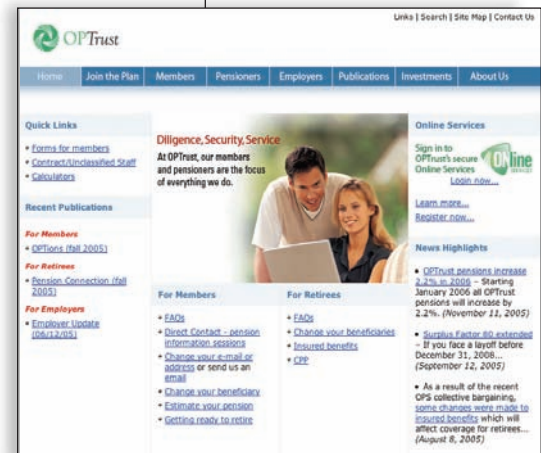 Links | Search | Site Map | Contact Us
OPTrust
Home
Join the Plan
Members
Pensioners
Employers
Publications
Investments
About Us
Quick Links
• Forms for members
• Contract/Unclassified Staff
• Calculators
Recent Publications
For Members
• OPTions (fall 2005)
For Retirees
• Pension Connection (fall
2005)
For Employers
• Employer Update
(06/12/05)
Diligence, Security, Service
At OPTrust, our members
and pensioners are the focus
of everything we do.
For Members
• FAQs
• Direct Contact - pension
information sessions
• Change your e-mail or
address or send us an
email
• Change your beneficiary
• Estimate your pension
• Getting ready to retire
For Retirees
• FAQs
• Change your beneficiaries
• Insured benefits
• CPP
Online Services
Sign in to
OPTrust's secure
Online Services
ONline
SERVICES
Login now...
Learn more...
Register now...
News Highlights
• OPTrust pensions increase
2.2% in 2006 – Starting
January 2006 all OPTrust
pensions will increase by
2.2%. (November 11, 2005)
• Surplus Factor 80 extended
– If you face a layoff before
December 31, 2008...
(September 12, 2005)
• As a result of the recent
OPS collective bargaining,
some changes were made to
insured benefits which will
affect coverage for retirees...
(August 8, 2005)